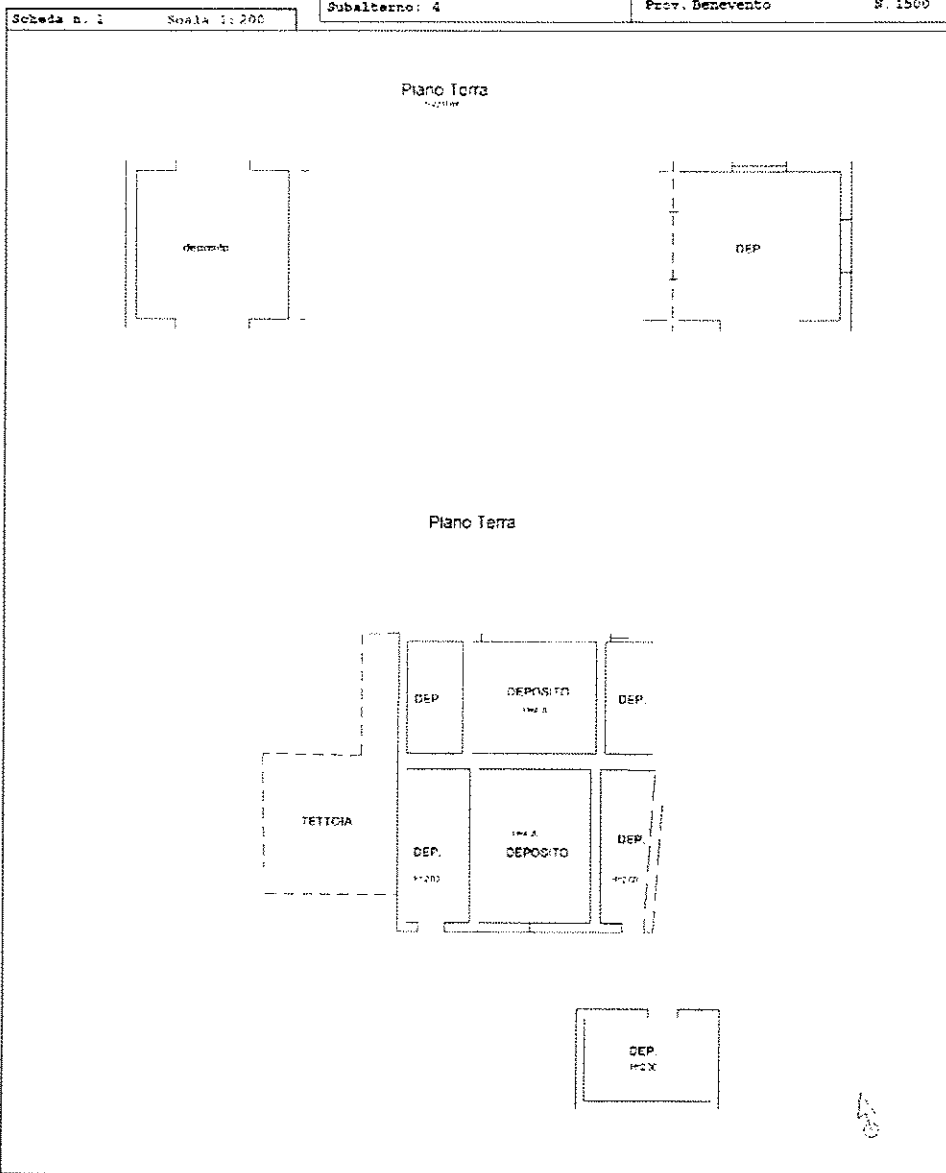 Scheda n. 1 Scala 1:200
Subalterno: 4
Prov. Benevento N. 1500
Piano Terra
deposito
DEP
Piano Terra
DEP
DEPOSITO
DEP.
TETTOIA
DEP.
DEPOSITO
DEP.
DEP.